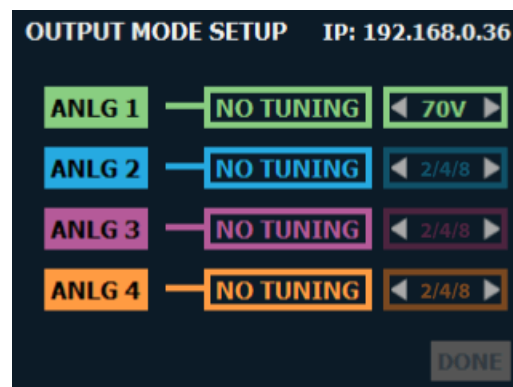 OUTPUT MODE SETUP IP: 192.168.0.36
ANLG 1 NO TUNING 70V
ANLG 2 NO TUNING 2/4/8
ANLG 3 NO TUNING 2/4/8
ANLG 4 NO TUNING 2/4/8
DONE